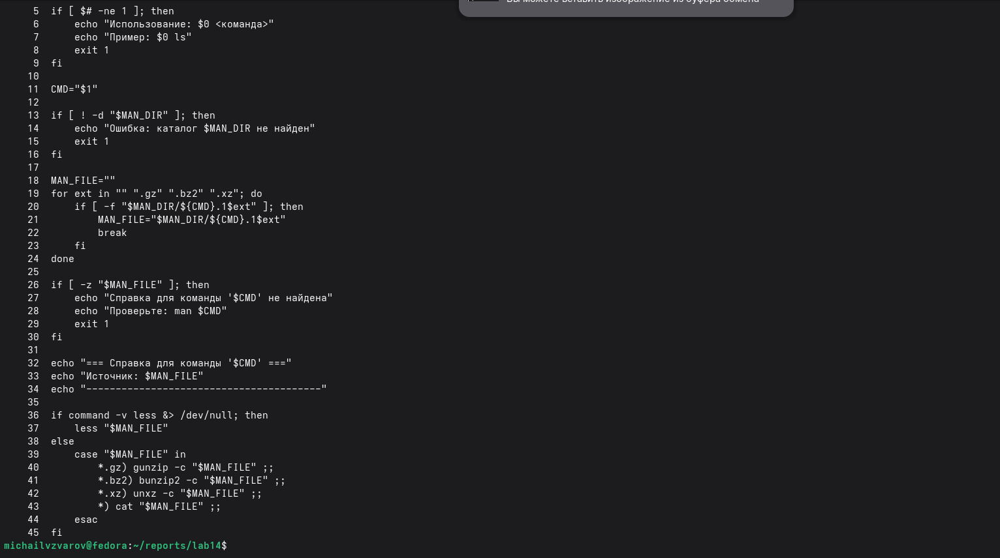 Вы можете вставить изображение из буфера обмена
5 if [ $# -ne 1 ]; then
6     echo "Использование: $0 <команда>"
7     echo "Пример: $0 ls"
8     exit 1
9 fi
10
11 CMD="$1"
12
13 if [ ! -d "$MAN_DIR" ]; then
14     echo "Ошибка: каталог $MAN_DIR не найден"
15     exit 1
16 fi
17
18 MAN_FILE=""
19 for ext in "" ".gz" ".bz2" ".xz"; do
20     if [ -f "$MAN_DIR/${CMD}.1$ext" ]; then
21         MAN_FILE="$MAN_DIR/${CMD}.1$ext"
22         break
23     fi
24 done
25
26 if [ -z "$MAN_FILE" ]; then
27     echo "Справка для команды '$CMD' не найдена"
28     echo "Проверьте: man $CMD"
29     exit 1
30 fi
31
32 echo "=== Справка для команды '$CMD' ==="
33 echo "Источник: $MAN_FILE"
34 echo "----------------------------------------"
35
36 if command -v less &> /dev/null; then
37     less "$MAN_FILE"
38 else
39     case "$MAN_FILE" in
40         *.gz) gunzip -c "$MAN_FILE" ;;
41         *.bz2) bunzip2 -c "$MAN_FILE" ;;
42         *.xz) unxz -c "$MAN_FILE" ;;
43         *) cat "$MAN_FILE" ;;
44     esac
45 fi
michailvzvarov@fedora:~/reports/lab14$